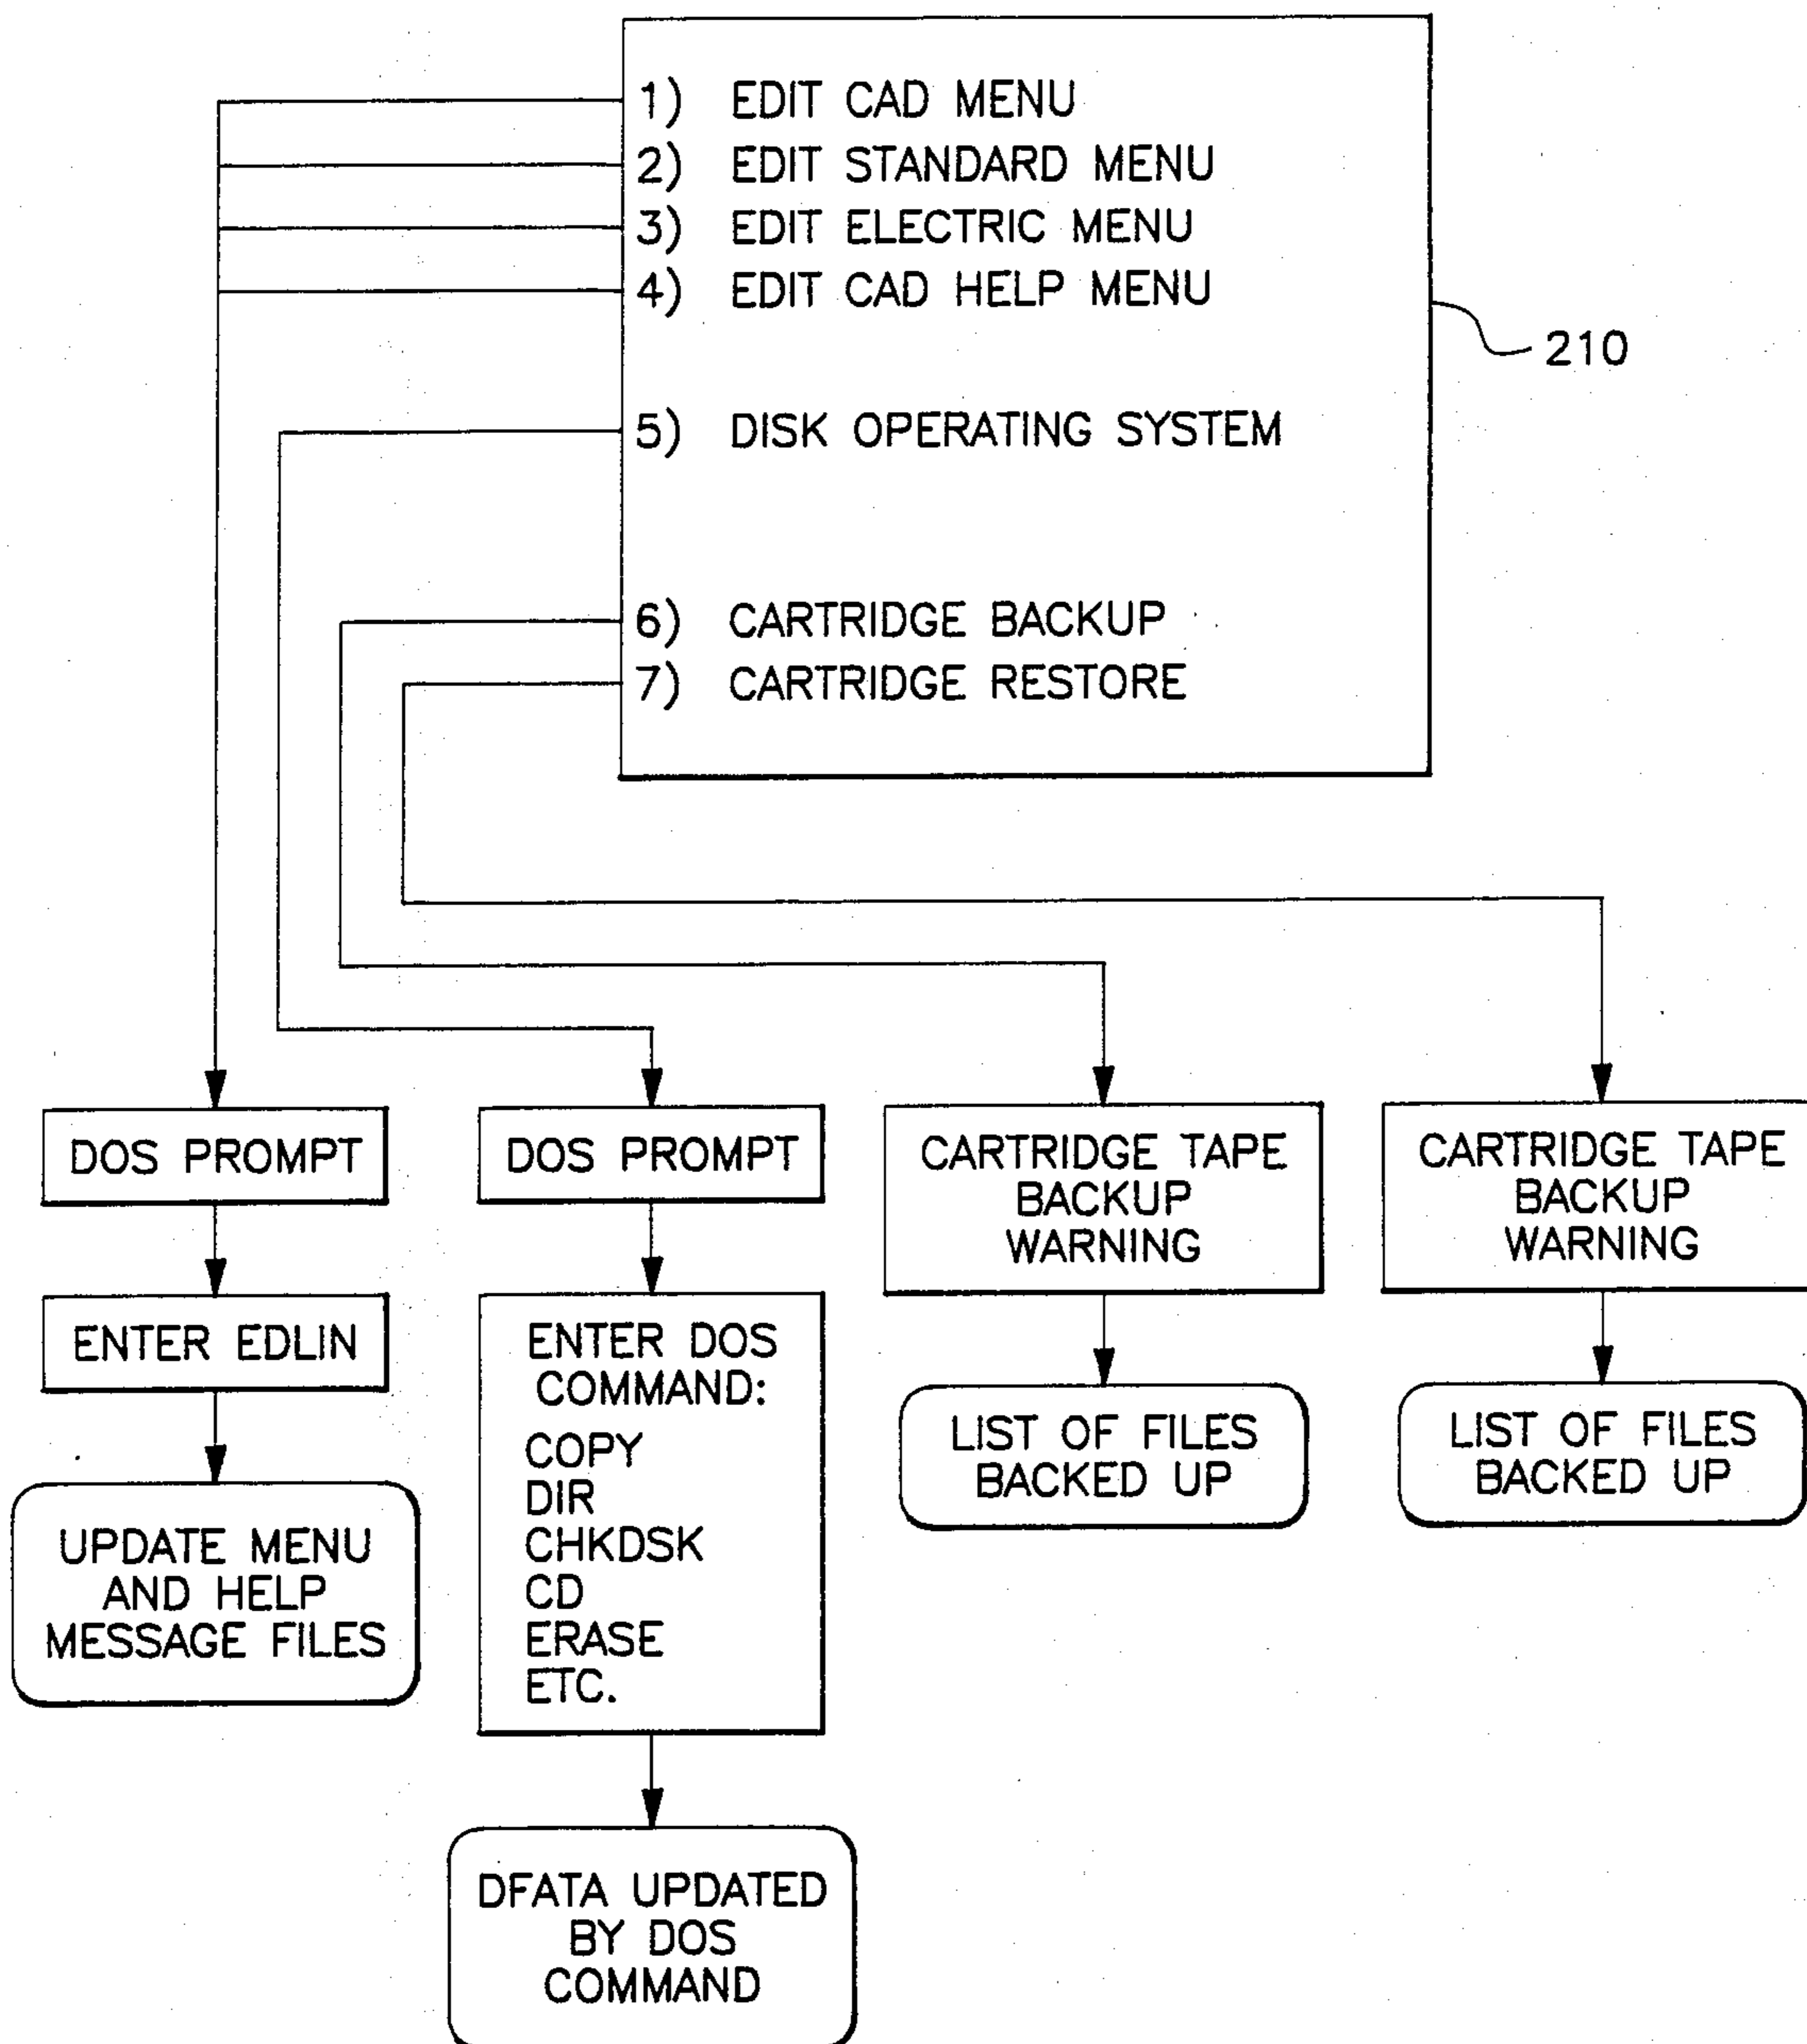 1) EDIT CAD MENU
2) EDIT STANDARD MENU
3) EDIT ELECTRIC MENU
4) EDIT CAD HELP MENU
210
5) DISK OPERATING SYSTEM
6) CARTRIDGE BACKUP
7) CARTRIDGE RESTORE
DOS PROMPT
ENTER EDLIN
UPDATE MENU
AND HELP
MESSAGE FILES
DOS PROMPT
ENTER DOS
COMMAND:
COPY
DIR
CHKDSK
CD
ERASE
ETC.
DFATA UPDATED
BY DOS
COMMAND
CARTRIDGE TAPE
BACKUP
WARNING
LIST OF FILES
BACKED UP
CARTRIDGE TAPE
BACKUP
WARNING
LIST OF FILES
BACKED UP